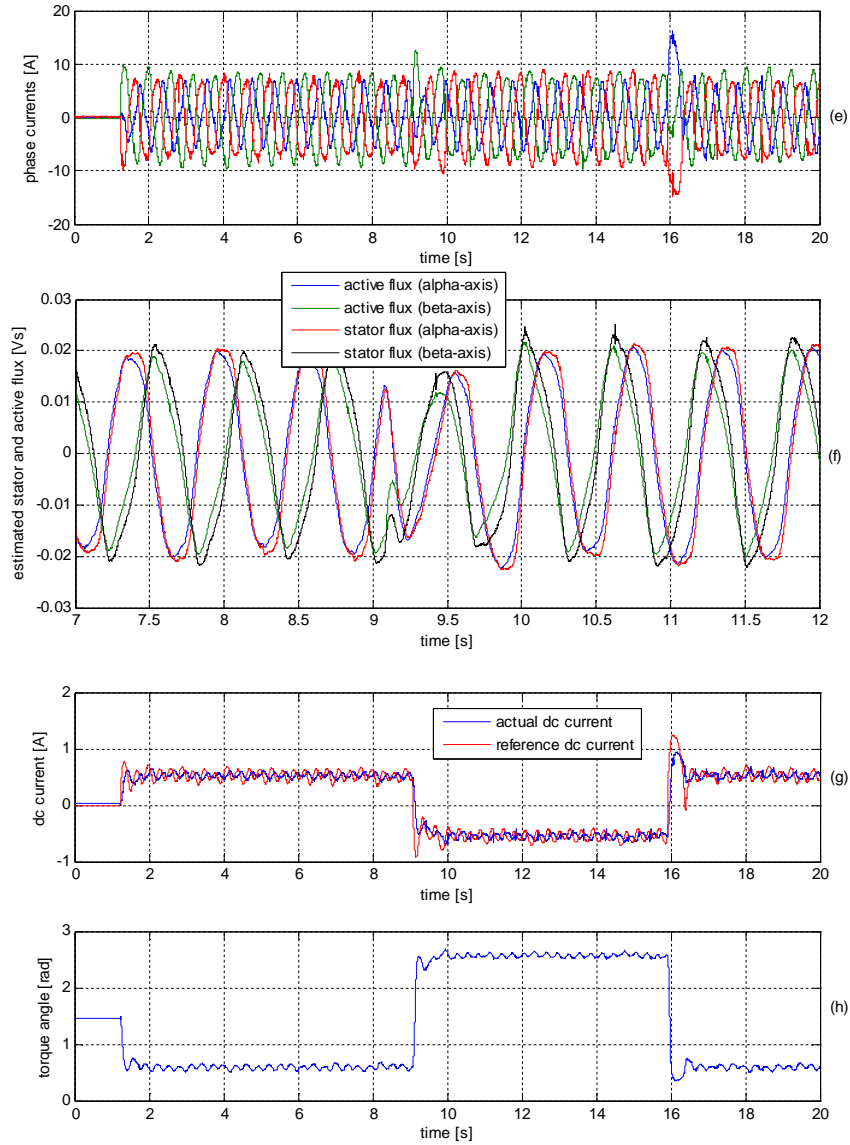 20
10
0
-10
-20
phase currents [A]
0 2 4 6 8 10 12 14 16 18 20
time [s]
(e)
active flux (alpha-axis)
active flux (beta-axis)
stator flux (alpha-axis)
stator flux (beta-axis)
0.03
0.02
0.01
0
-0.01
-0.02
-0.03
estimated stator and active flux [Vs]
7 7.5 8 8.5 9 9.5 10 10.5 11 11.5 12
time [s]
(f)
2
1
0
-1
dc current [A]
actual dc current
reference dc current
0 2 4 6 8 10 12 14 16 18 20
time [s]
(g)
3
2
1
0
torque angle [rad]
0 2 4 6 8 10 12 14 16 18 20
time [s]
(h)